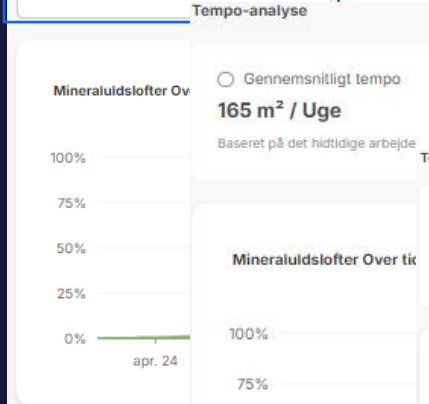 Tempo-analyse
Gennemsnitligt tempo
165 m² / Uge
Baseret på det hidtidige arbejde
Mineraluldslofter Ov
100%
75%
50%
25%
0%
apr. 24
Mineraluldslofter Over tid
100%
75%